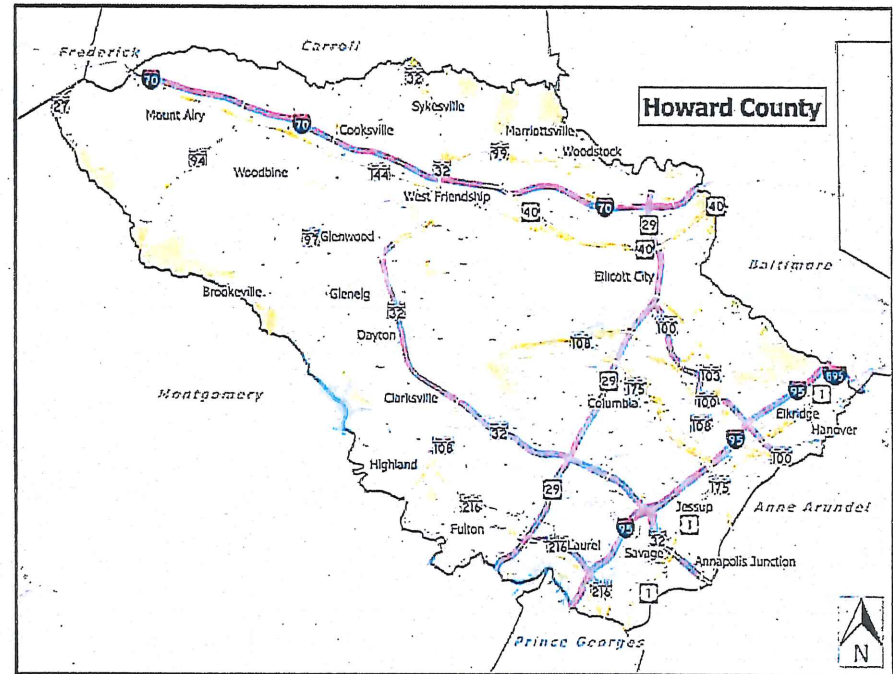 Frederick
Carroll
Howard County
70
32
27
Mount Airy
70
Sykesville
Cooksville
Marriottsville
94
Woodbine
144
32
99
Woodstock
West Friendship
40
70
29
40
97
Glenwood
40
Ellicott City
Baltimore
Brookeville
Glenelg
32
Dayton
100
108
Montgomery
Clarksville
29
175
Columbia
103
100
95
895
1
Elkridge
Hanover
108
32
108
95
100
Highland
175
29
216
Jessup
Anne Arundel
Fulton
216
Laurel
95
1
32
Savage
Annapolis Junction
216
1
Prince Georges
N